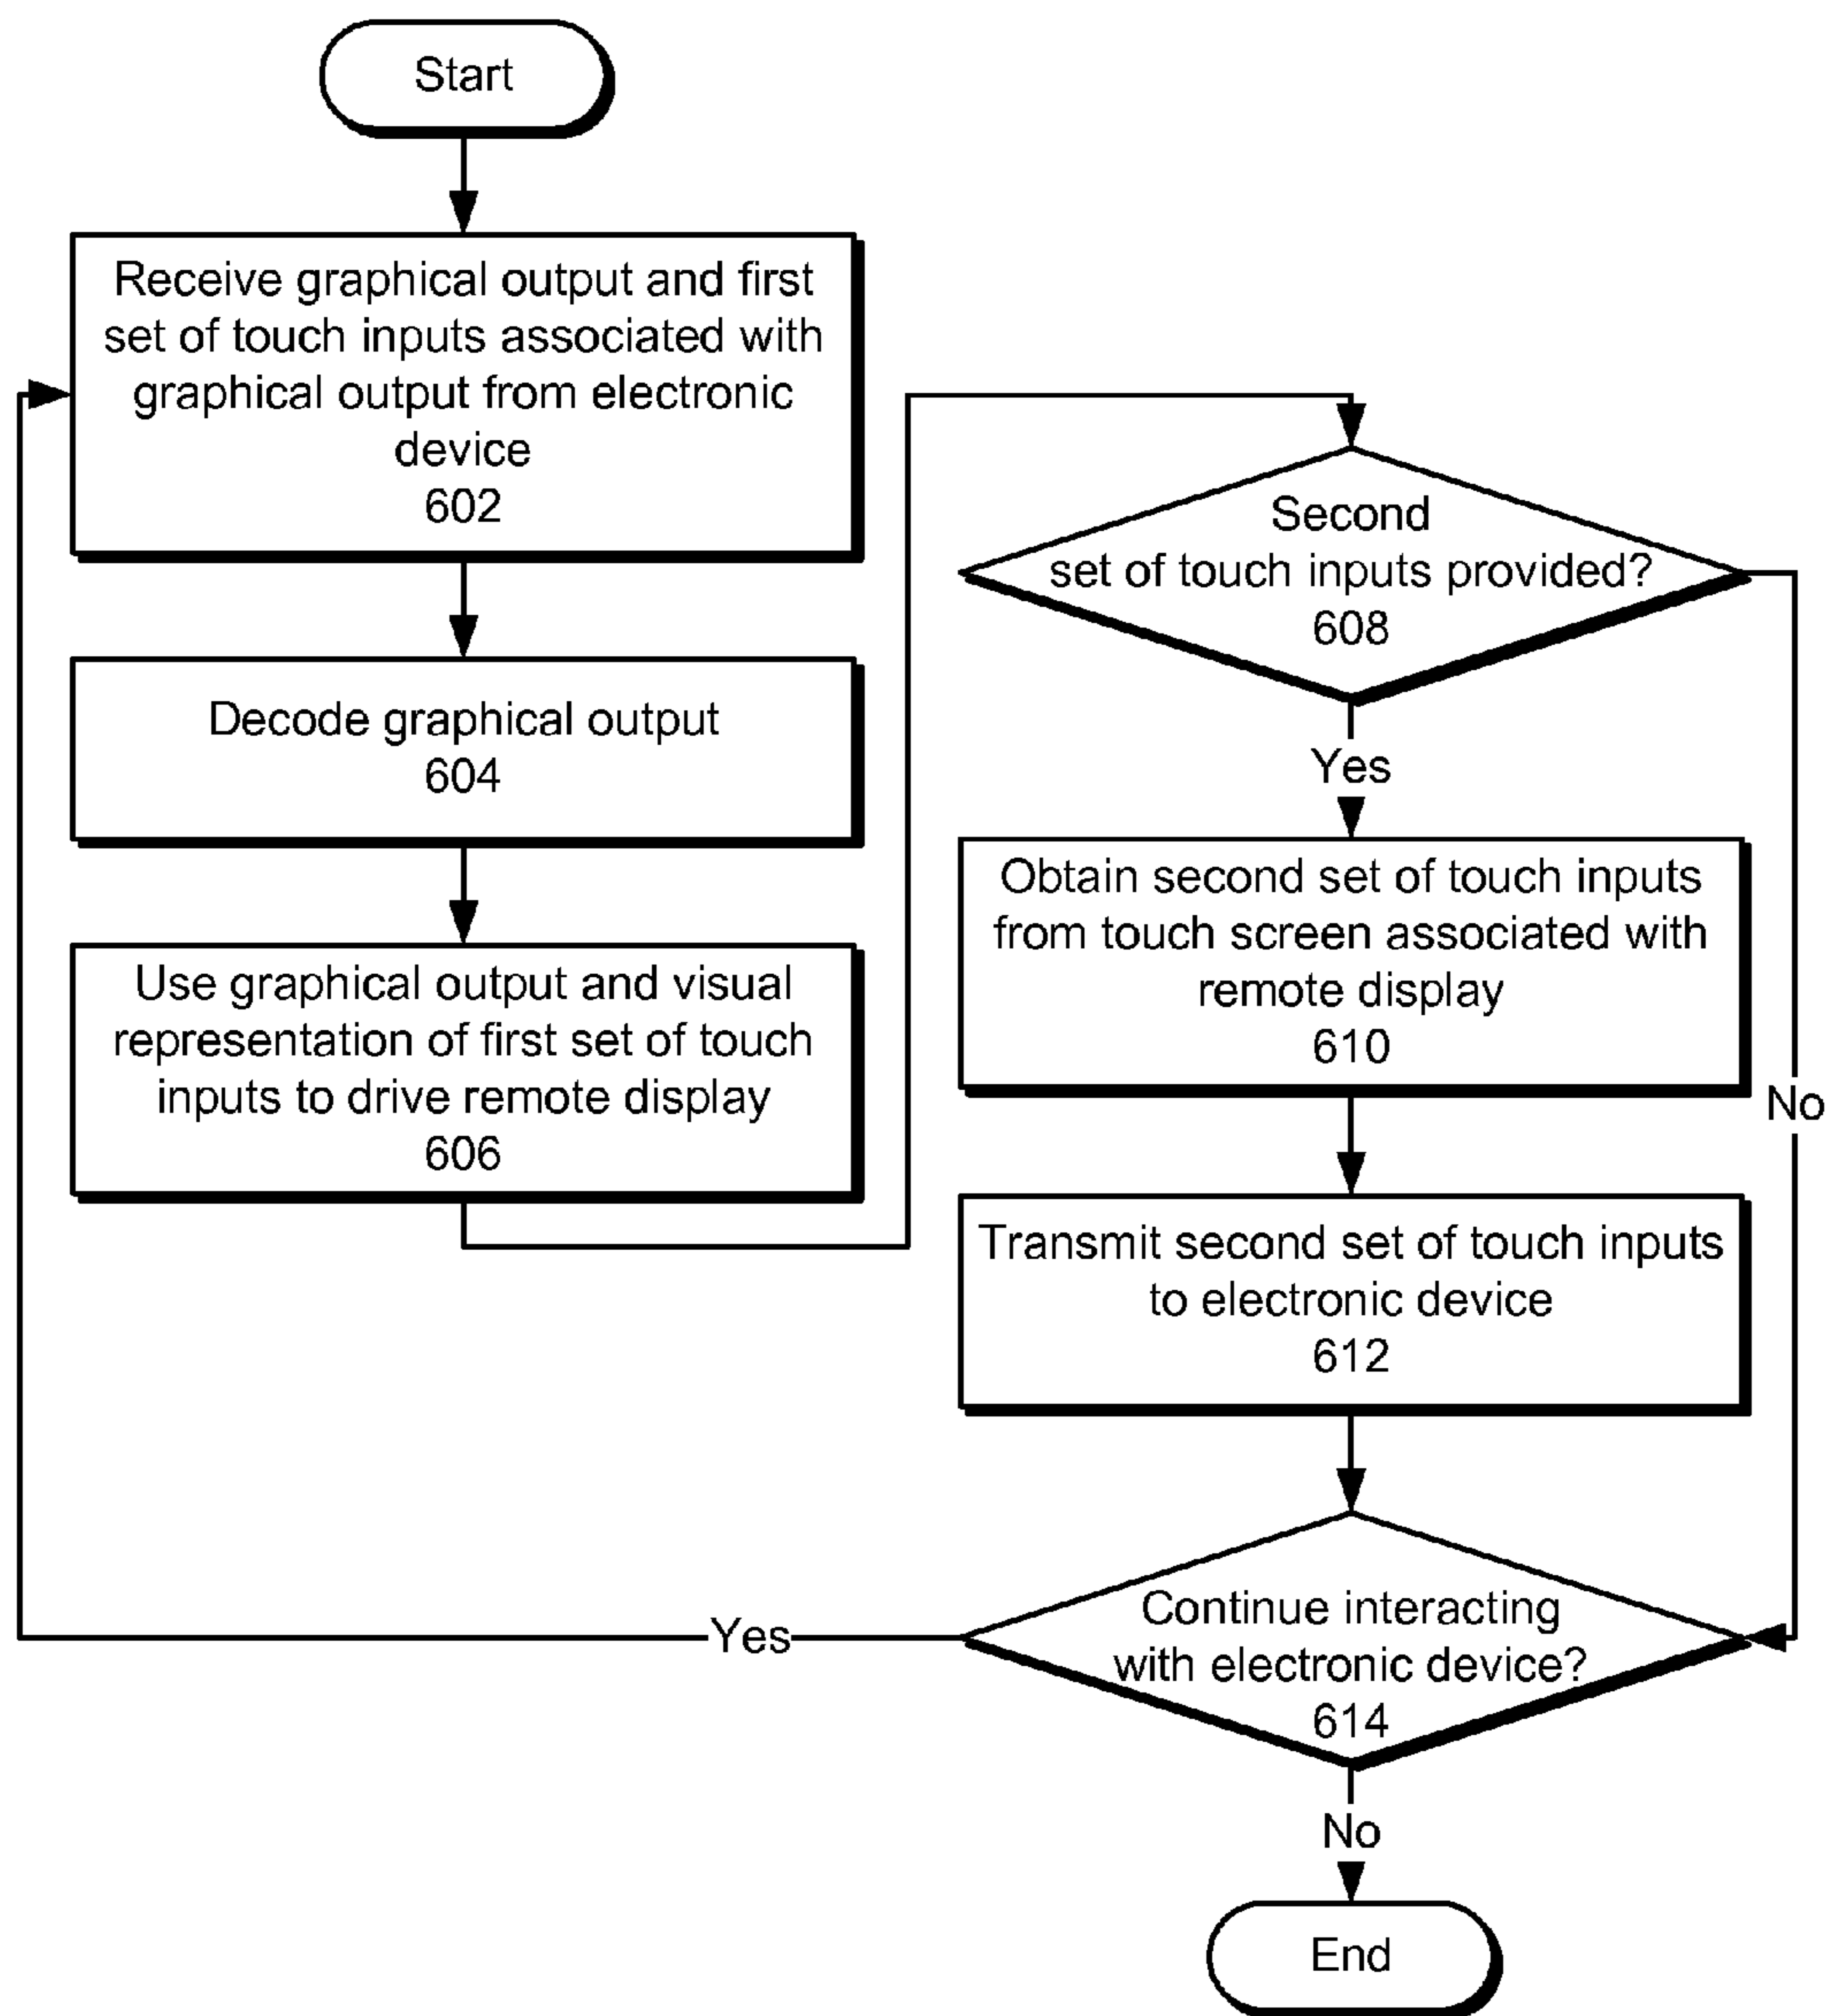 Start
Receive graphical output and first
set of touch inputs associated with
graphical output from electronic
device
602
Decode graphical output
604
Use graphical output and visual
representation of first set of touch
inputs to drive remote display
606
Second
set of touch inputs provided?
608
Yes
Obtain second set of touch inputs
from touch screen associated with
remote display
610
No
Transmit second set of touch inputs
to electronic device
612
Continue interacting
with electronic device?
614
Yes
No
End